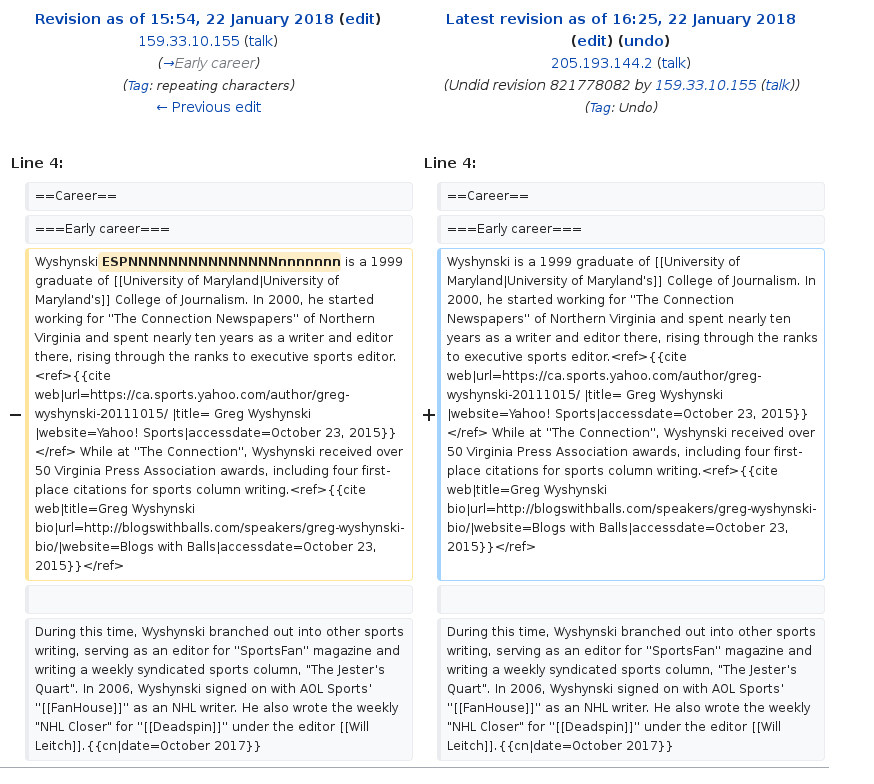 Revision as of 15:54, 22 January 2018 (edit)
159.33.10.155 (talk)
(→Early career)
(Tag: repeating characters)
← Previous edit
Latest revision as of 16:25, 22 January 2018
(edit) (undo)
205.193.144.2 (talk)
(Undid revision 821778082 by 159.33.10.155 (talk))
(Tag: Undo)
Line 4:
Line 4:
==Career==
==Career==
===Early career===
===Early career===
−
Wyshynski ESPNNNNNNNNNNNNNNNNnnnnnnn is a 1999
graduate of [[University of Maryland|University of
Maryland's]] College of Journalism. In 2000, he started
working for "The Connection Newspapers" of Northern
Virginia and spent nearly ten years as a writer and editor
there, rising through the ranks to executive sports editor.
<ref>{{cite
web|url=https://ca.sports.yahoo.com/author/greg-
wyshynski-20111015/ |title= Greg Wyshynski
|website=Yahoo! Sports|accessdate=October 23, 2015}}
</ref> While at "The Connection", Wyshynski received over
50 Virginia Press Association awards, including four first-
place citations for sports column writing.<ref>{{cite
web|title=Greg Wyshynski
bio|url=http://blogswithballs.com/speakers/greg-wyshynski-
bio/|website=Blogs with Balls|accessdate=October 23,
2015}}</ref>
+
Wyshynski is a 1999 graduate of [[University of
Maryland|University of Maryland's]] College of Journalism. In
2000, he started working for "The Connection
Newspapers" of Northern Virginia and spent nearly ten
years as a writer and editor there, rising through the ranks
to executive sports editor.<ref>{{cite
web|url=https://ca.sports.yahoo.com/author/greg-
wyshynski-20111015/ |title= Greg Wyshynski
|website=Yahoo! Sports|accessdate=October 23, 2015}}
</ref> While at "The Connection", Wyshynski received over
50 Virginia Press Association awards, including four first-
place citations for sports column writing.<ref>{{cite
web|title=Greg Wyshynski
bio|url=http://blogswithballs.com/speakers/greg-wyshynski-
bio/|website=Blogs with Balls|accessdate=October 23,
2015}}</ref>
During this time, Wyshynski branched out into other sports
writing, serving as an editor for "SportsFan" magazine and
writing a weekly syndicated sports column, "The Jester's
Quart". In 2006, Wyshynski signed on with AOL Sports'
"[[FanHouse]]" as an NHL writer. He also wrote the weekly
"NHL Closer" for "[[Deadspin]]" under the editor [[Will
Leitch]].{{cn|date=October 2017}}
During this time, Wyshynski branched out into other sports
writing, serving as an editor for "SportsFan" magazine and
writing a weekly syndicated sports column, "The Jester's
Quart". In 2006, Wyshynski signed on with AOL Sports'
"[[FanHouse]]" as an NHL writer. He also wrote the weekly
"NHL Closer" for "[[Deadspin]]" under the editor [[Will
Leitch]].{{cn|date=October 2017}}